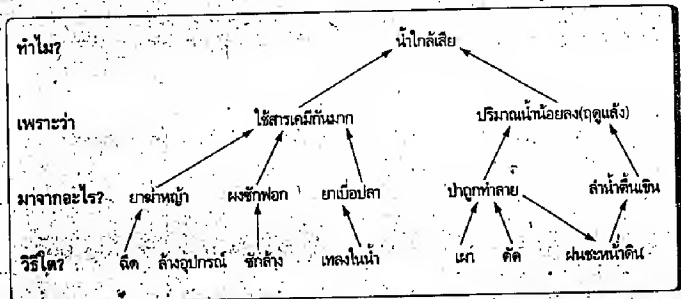 ทำไม? น้ำใกล้เสีย
เพราะว่า ใช้สารเคมีกันมาก ปริมาณน้ำน้อยลง(ฤดูแล้ง)
มาจากอะไร? ยาฆ่าหญ้า ผงซักฟอก ยาเบื่อปลา ป่าถูกทำลาย ลำน้ำตื้นเขิน
วิธีใด? ฉีด ล้างอุปกรณ์ ซักล้าง เทลงในน้ำ เผา ตัด ฝนชะหน้าดิน